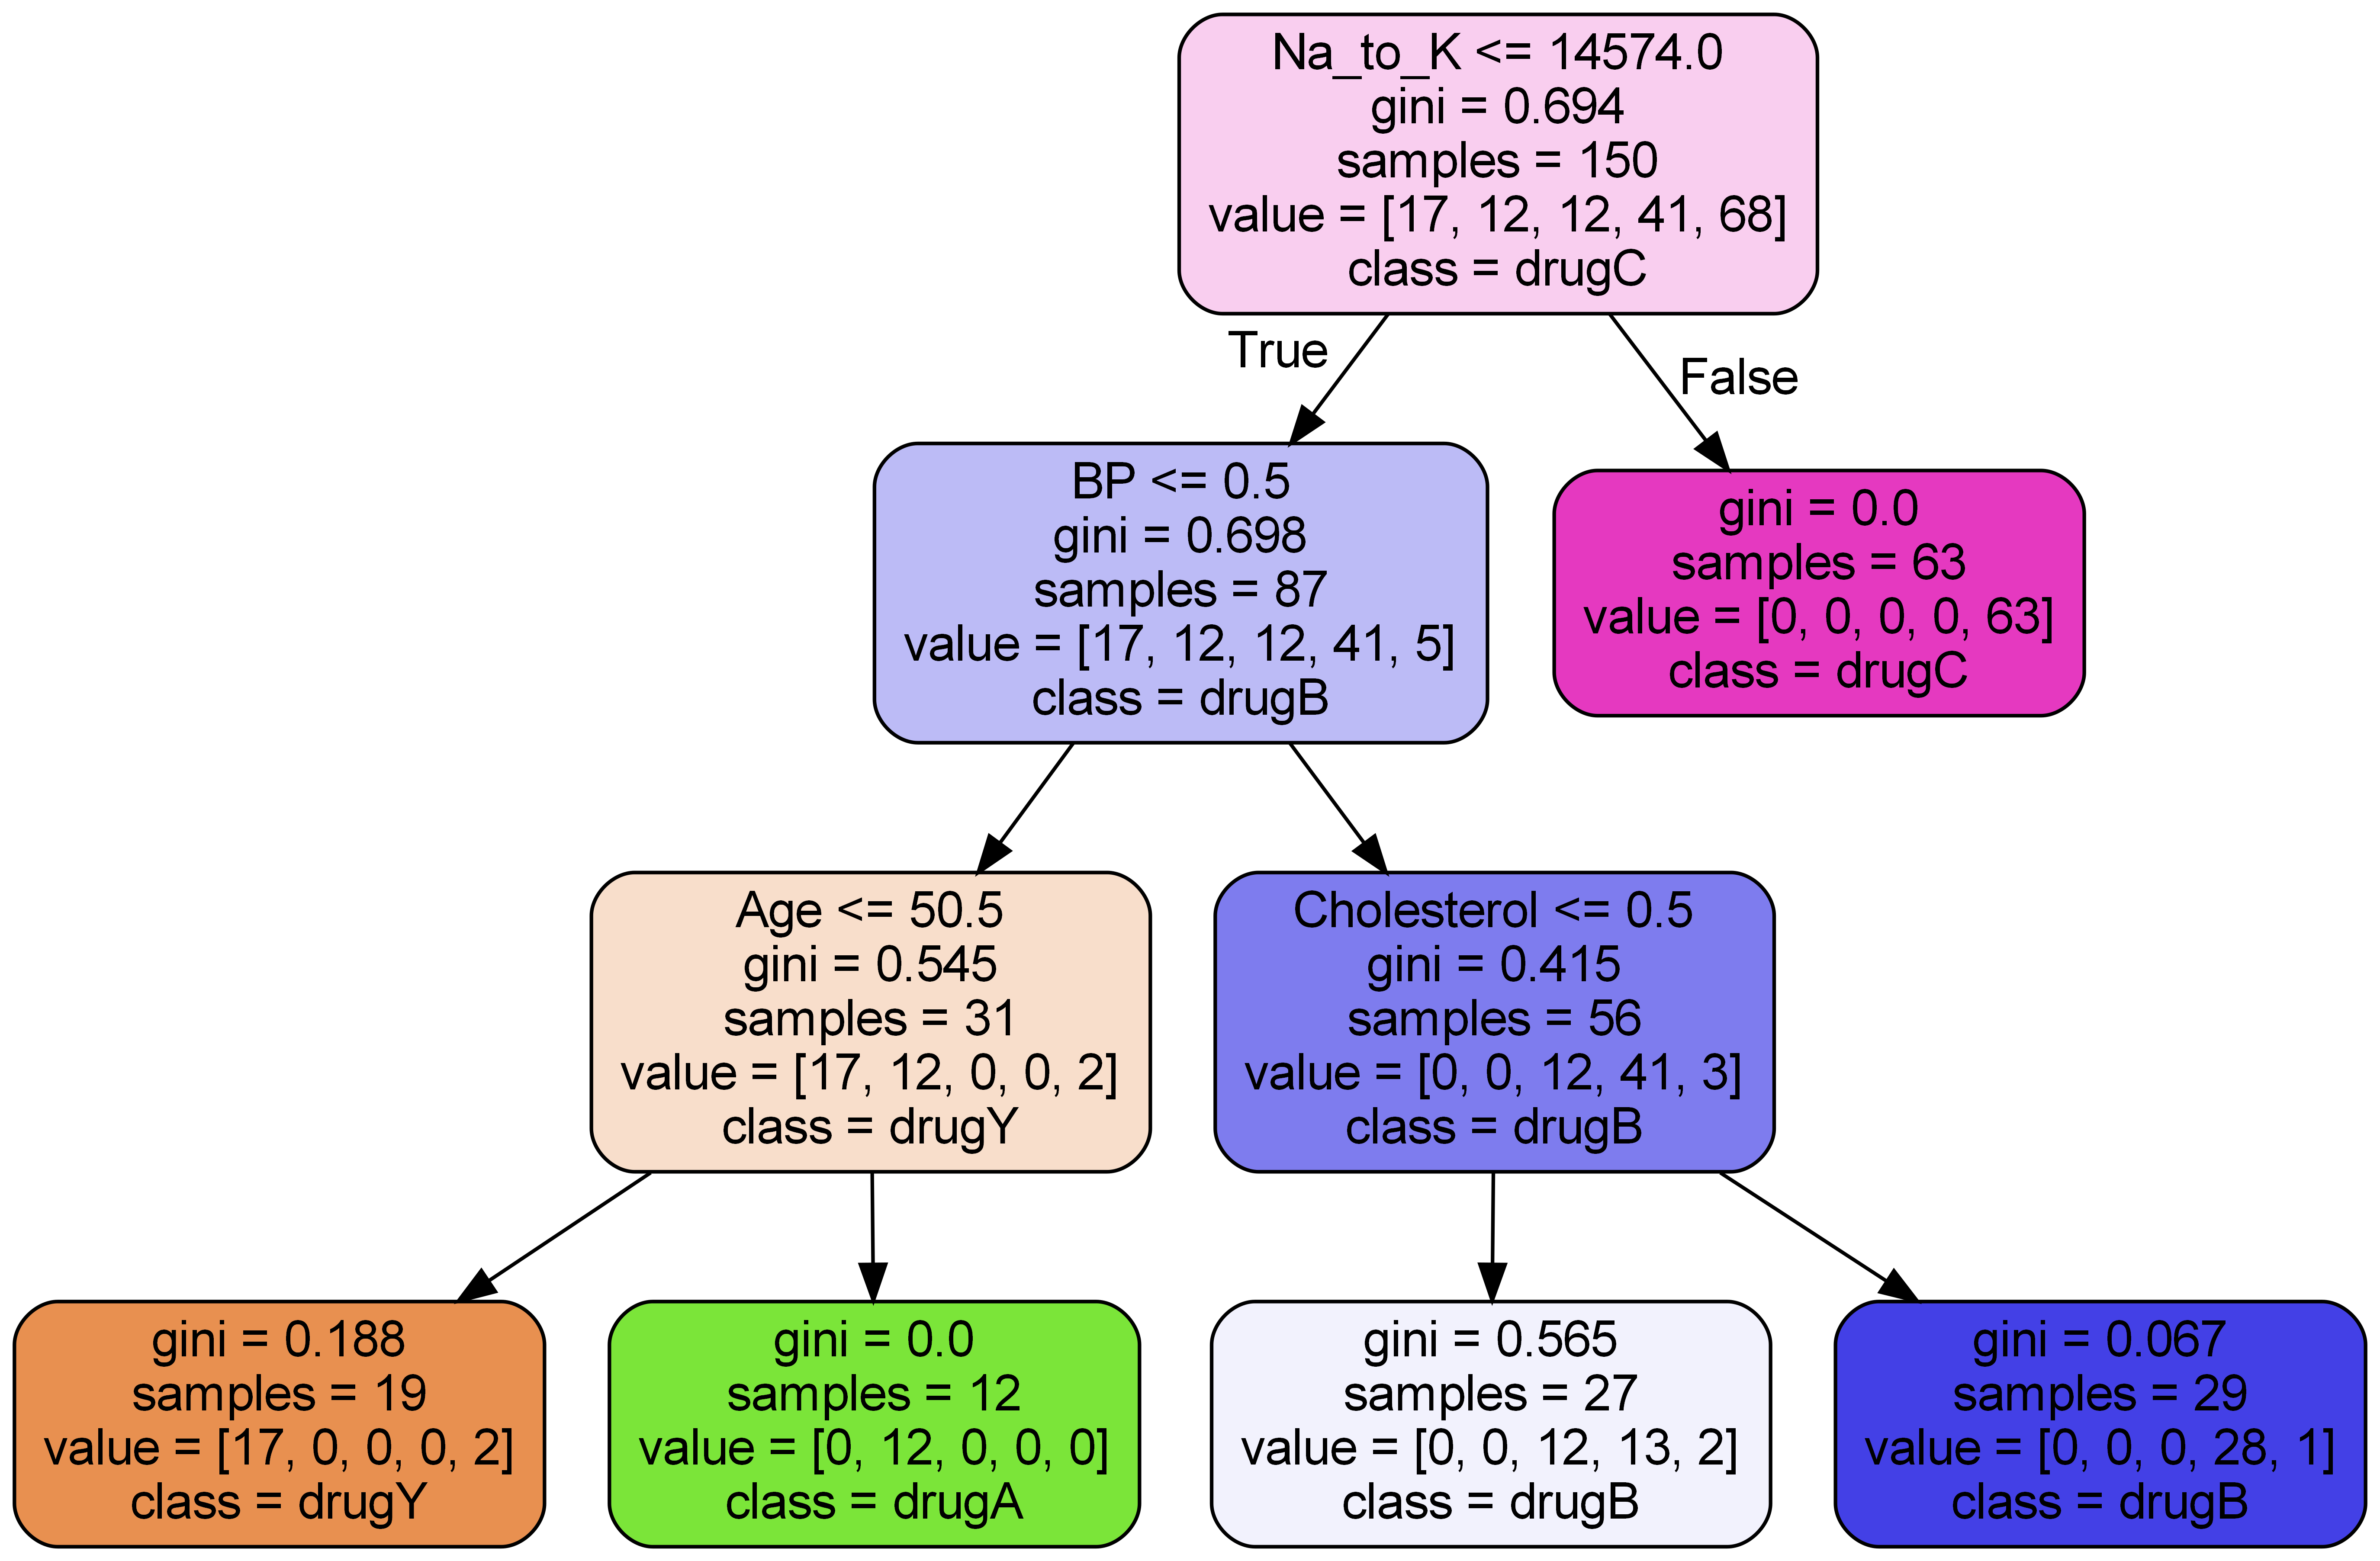 Na_to_K <= 14574.0
gini = 0.694
samples = 150
value = [17, 12, 12, 41, 68]
class = drugC
True
False
BP <= 0.5
gini = 0.698
samples = 87
value = [17, 12, 12, 41, 5]
class = drugB
gini = 0.0
samples = 63
value = [0, 0, 0, 0, 63]
class = drugC
Age <= 50.5
gini = 0.545
samples = 31
value = [17, 12, 0, 0, 2]
class = drugY
Cholesterol <= 0.5
gini = 0.415
samples = 56
value = [0, 0, 12, 41, 3]
class = drugB
gini = 0.188
samples = 19
value = [17, 0, 0, 0, 2]
class = drugY
gini = 0.0
samples = 12
value = [0, 12, 0, 0, 0]
class = drugA
gini = 0.565
samples = 27
value = [0, 0, 12, 13, 2]
class = drugB
gini = 0.067
samples = 29
value = [0, 0, 0, 28, 1]
class = drugB